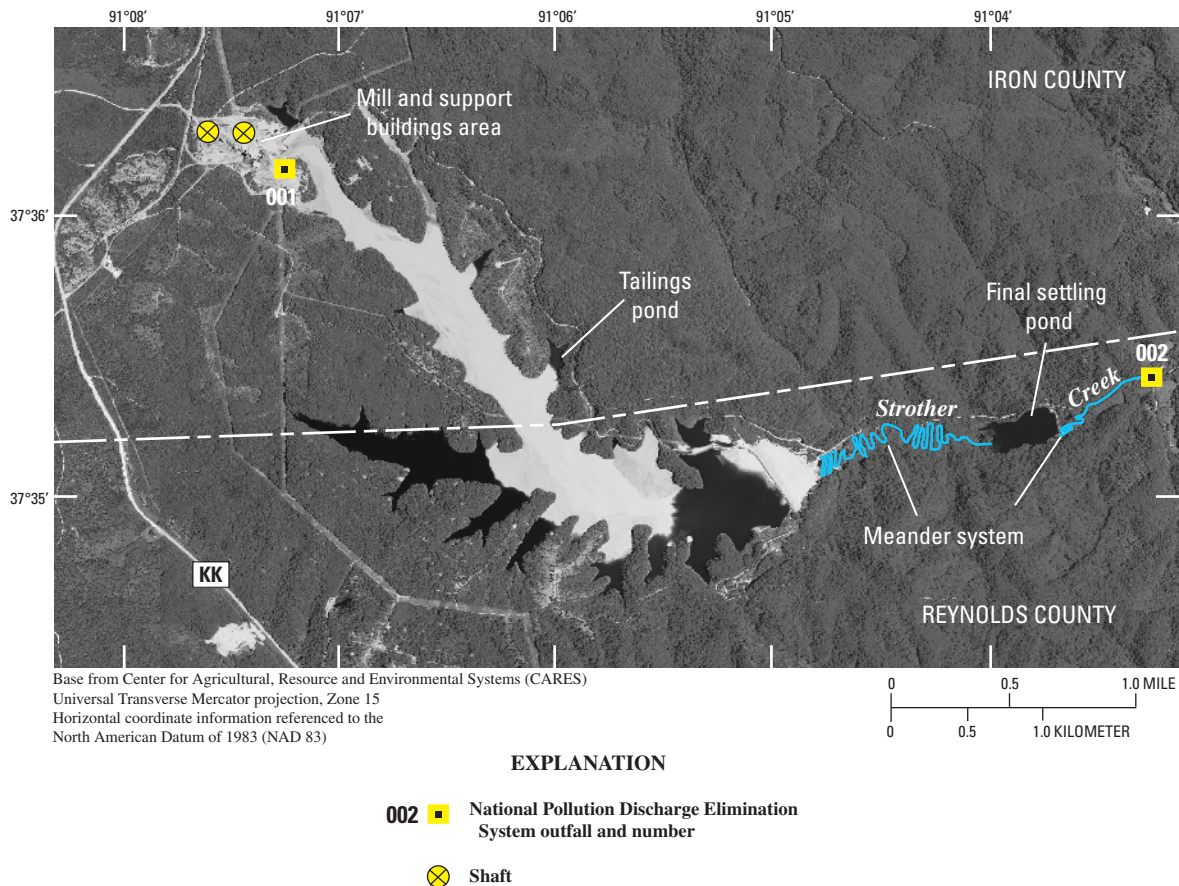 91°08′ 91°07′ 91°06′ 91°05′ 91°04′
IRON COUNTY
Mill and support
buildings area
001
37°36′
Tailings
pond
Final settling
pond
002
Strother
Creek
37°35′
Meander system
KK
REYNOLDS COUNTY
Base from Center for Agricultural, Resource and Environmental Systems (CARES)
Universal Transverse Mercator projection, Zone 15
Horizontal coordinate information referenced to the
North American Datum of 1983 (NAD 83)
0 0.5 1.0 MILE
0 0.5 1.0 KILOMETER
EXPLANATION
002 National Pollution Discharge Elimination
System outfall and number
Shaft